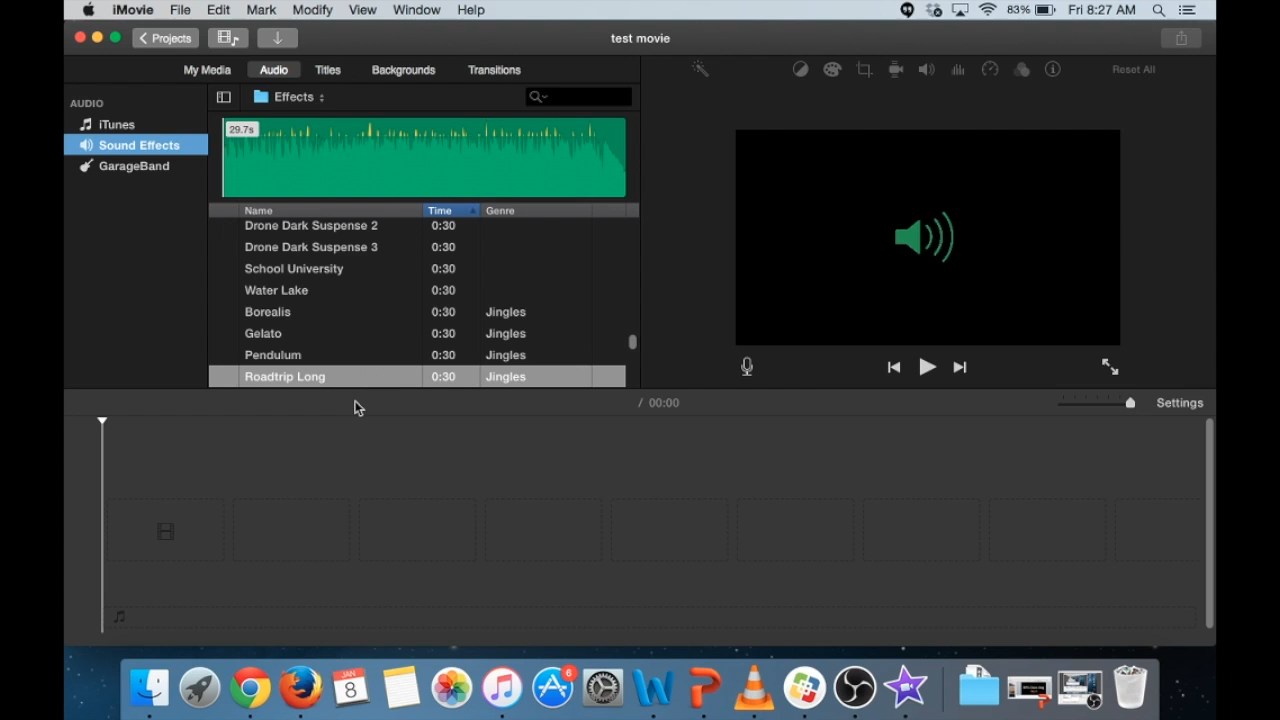 iMovie File Edit Mark Modify View Window Help 83% Fri 8:27 AM
Projects test movie
My Media Audio Titles Backgrounds Transitions Reset All
AUDIO
iTunes
Sound Effects
GarageBand
Effects
29.7s
Name Time Genre
Drone Dark Suspense 2 0:30
Drone Dark Suspense 3 0:30
School University 0:30
Water Lake 0:30
Borealis 0:30 Jingles
Gelato 0:30 Jingles
Pendulum 0:30 Jingles
Roadtrip Long 0:30 Jingles
/ 00:00 Settings
JAN
8
6